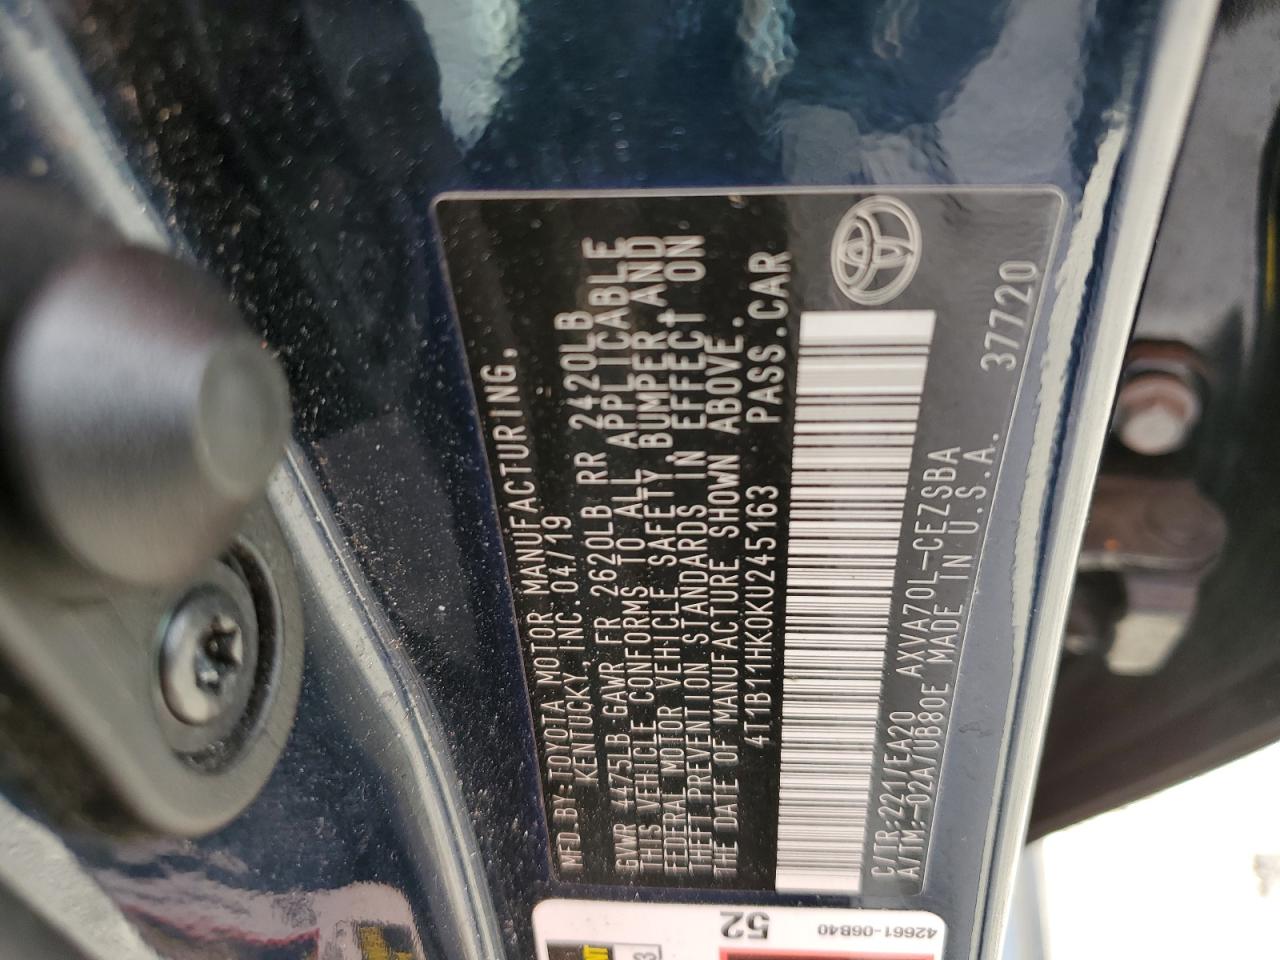 MFD.BY:TOYOTA MOTOR MANUFACTURING.
KENTUCKY, INC.04/19
GVWR 4475LB GAWR FR 2620LB RR 2420LB
THIS VEHICLE CONFORMS TO ALL APPLICABLE
FEDERAL MOTOR VEHICLE SAFETY,BUMPER,AND
THEFT PREVENTION STANDARDS IN EFFECT ON
THE DATE OF MANUFACTURE SHOWN ABOVE.
4T1B11HK0KU245163 PASS.CAR
C/TR:221/EA20 AXVA70L-CEZSBA
A/TM:-02A/UB80E MADE IN U.S.A. 37720
52
42661-06B40